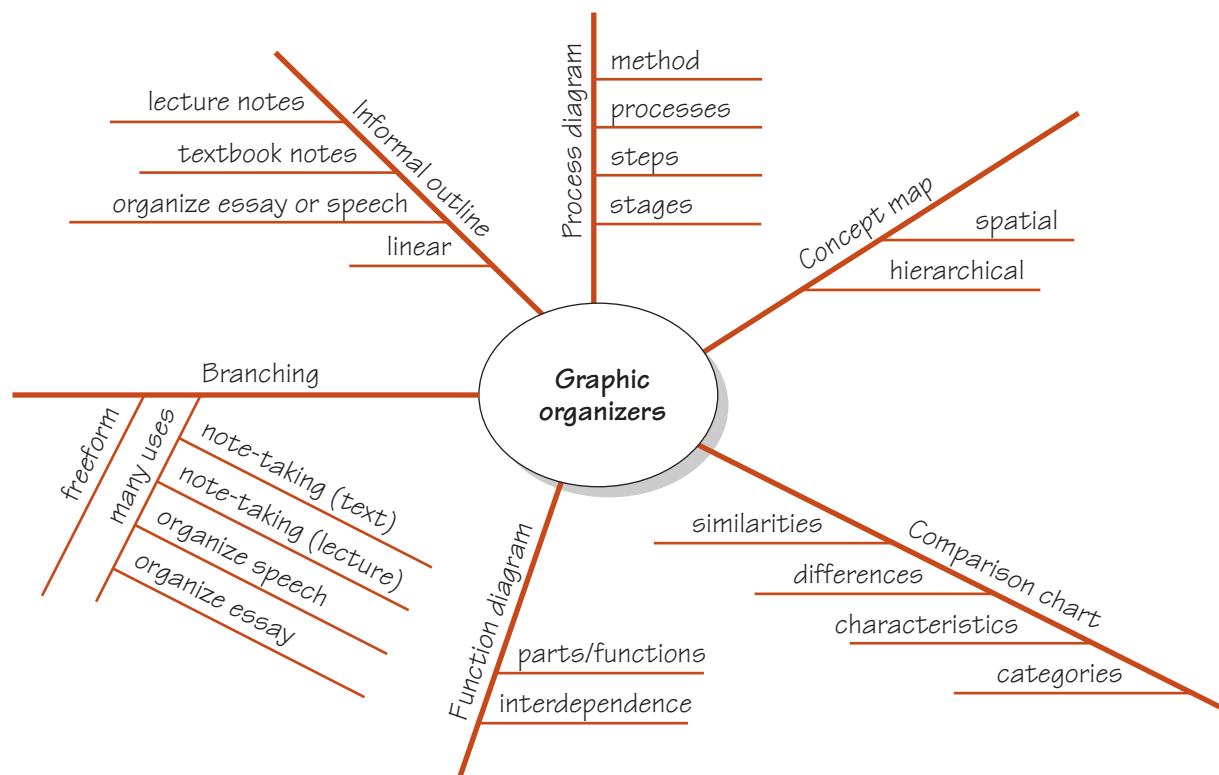 Graphic
organizers
Informal outline
lecture notes
textbook notes
organize essay or speech
linear
Process diagram
method
processes
steps
stages
Concept map
spatial
hierarchical
Comparison chart
similarities
differences
characteristics
categories
Function diagram
parts/functions
interdependence
Branching
freeform
many uses
note-taking (text)
note-taking (lecture)
organize speech
organize essay